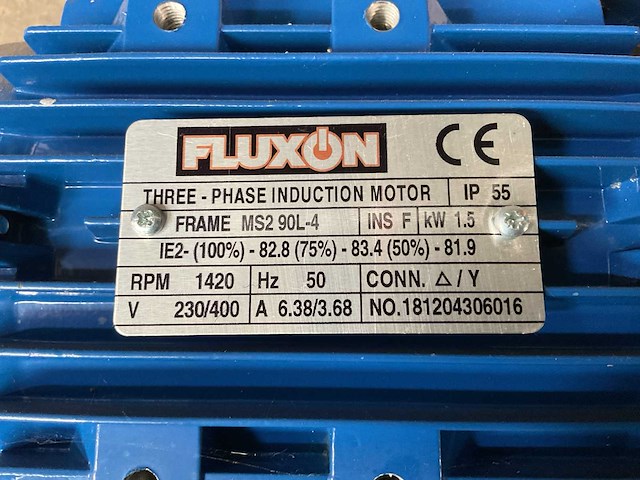 FLUXON CE
THREE - PHASE INDUCTION MOTOR IP 55
FRAME MS2 90L-4 INS F kW 1.5
IE2- (100%) - 82.8 (75%) - 83.4 (50%) - 81.9
RPM 1420 Hz 50 CONN. △ / Y
V 230/400 A 6.38/3.68 NO.181204306016